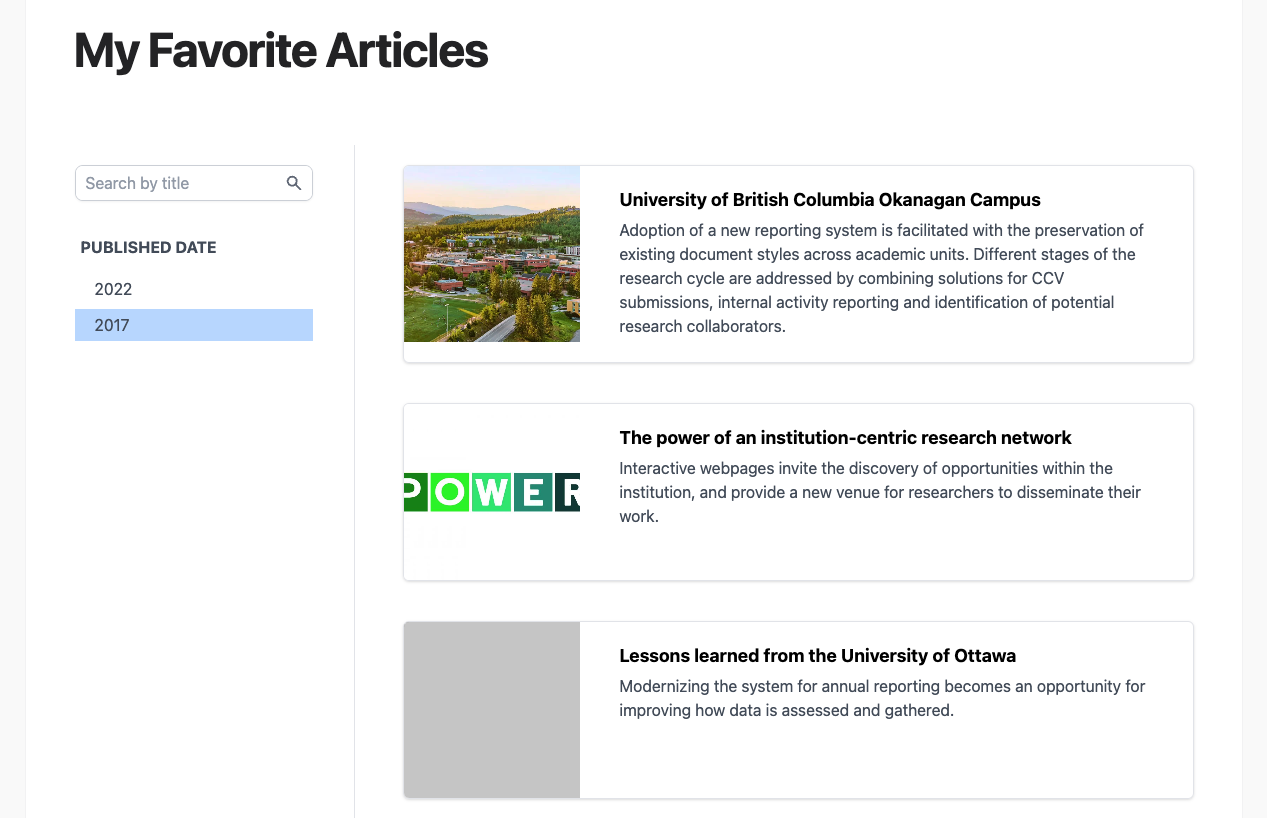 My Favorite Articles
Search by title
PUBLISHED DATE
2022
2017
University of British Columbia Okanagan Campus
Adoption of a new reporting system is facilitated with the preservation of
existing document styles across academic units. Different stages of the
research cycle are addressed by combining solutions for CCV
submissions, internal activity reporting and identification of potential
research collaborators.
POWER
The power of an institution-centric research network
Interactive webpages invite the discovery of opportunities within the
institution, and provide a new venue for researchers to disseminate their
work.
Lessons learned from the University of Ottawa
Modernizing the system for annual reporting becomes an opportunity for
improving how data is assessed and gathered.